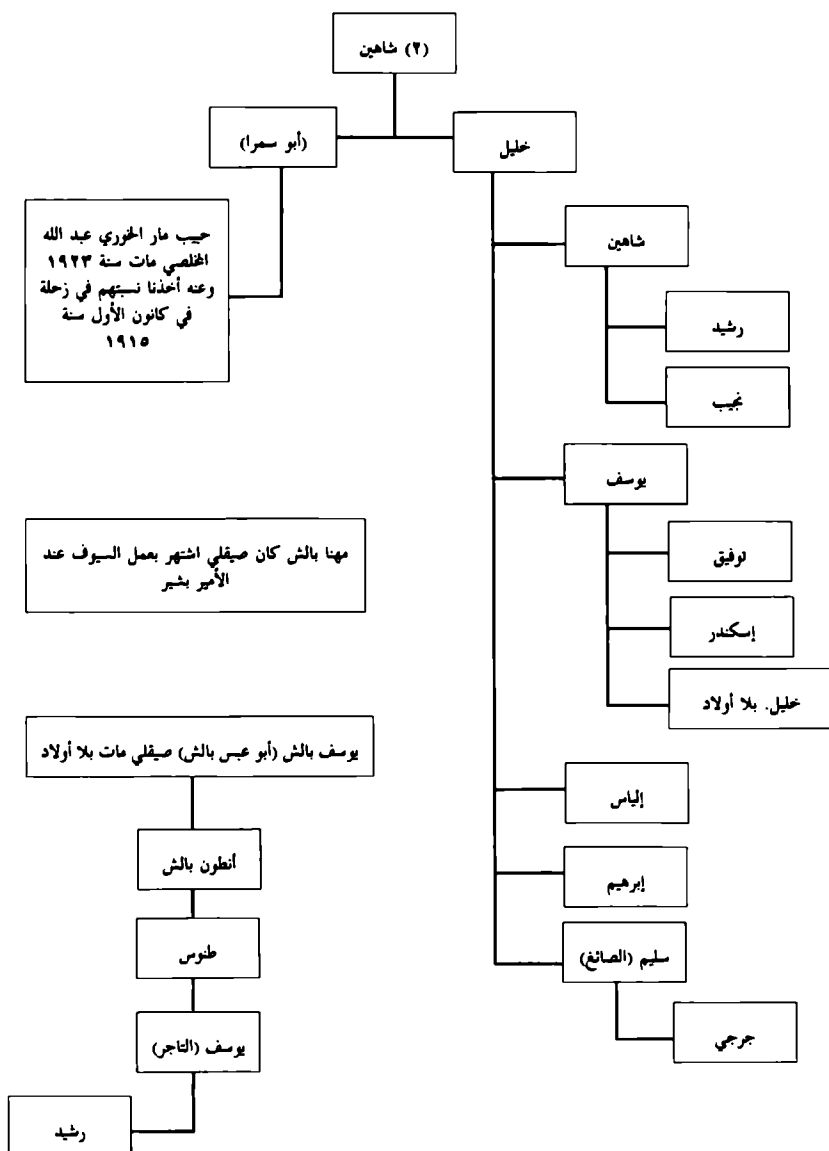 (٢) شاهين
خليل
(أبو سمرا)
شاهين
رشيد
نجيب
يوسف
توفيق
إسكندر
خليل. بلا أولاد
إلياس
إبرهيم
سليم (الصائغ)
جرجي
حبيب مار الخوري عبد الله
المخلصي مات سنة ١٩٢٣
وعنه أخذنا نسبتهم في زحلة
في كانون الأول سنة
١٩١٥
مهنا بالش كان صيقلي اشتهر بعمل السيوف عند
الأمير بشير
يوسف بالش (أبو عبس بالش) صيقلي مات بلا أولاد
أنطون بالش
طنوس
يوسف (التاجر)
رشيد